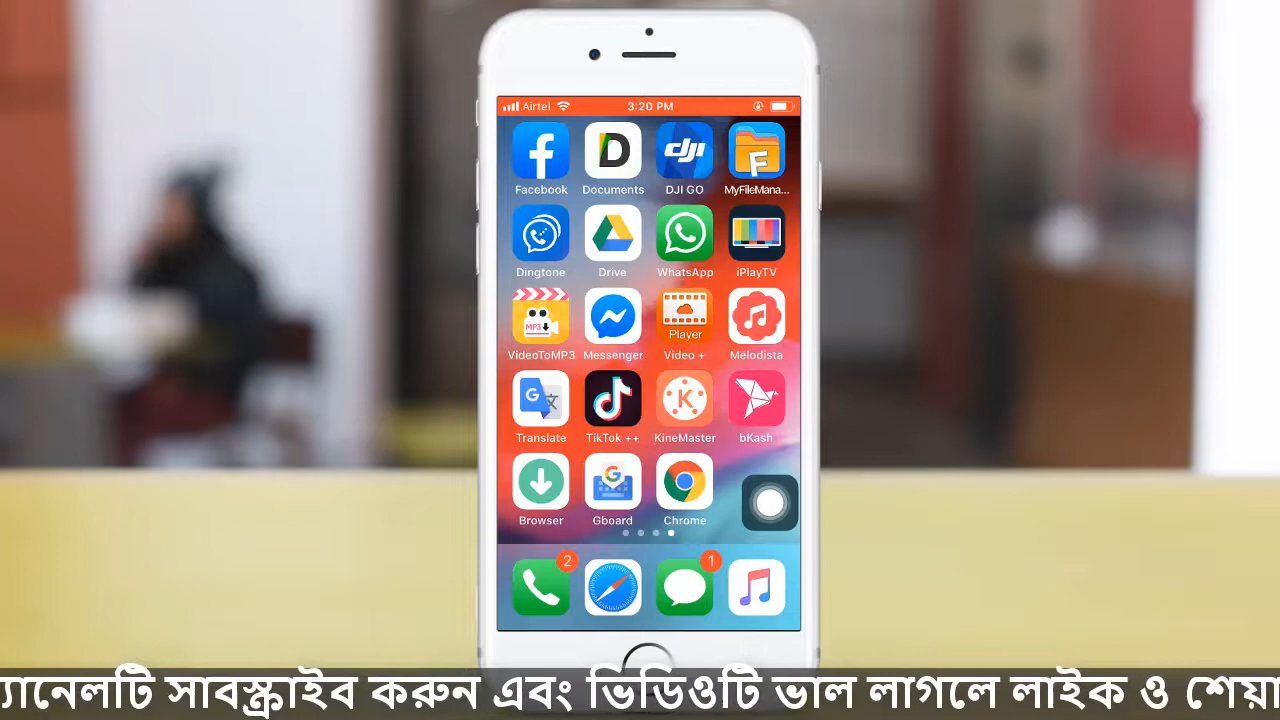 Airtel 3:20 PM
Facebook Documents DJI GO MyFileMana...
Dingtone Drive WhatsApp iPlayTV
MP3 Player
VideoToMP3 Messenger Video + Melodista
Translate TikTok ++ KineMaster bKash
Browser Gboard Chrome
2 1
্যানেলটি সাবস্ক্রাইব করুন এবং ভিডিওটি ভাল লাগলে লাইক ও শেয়া